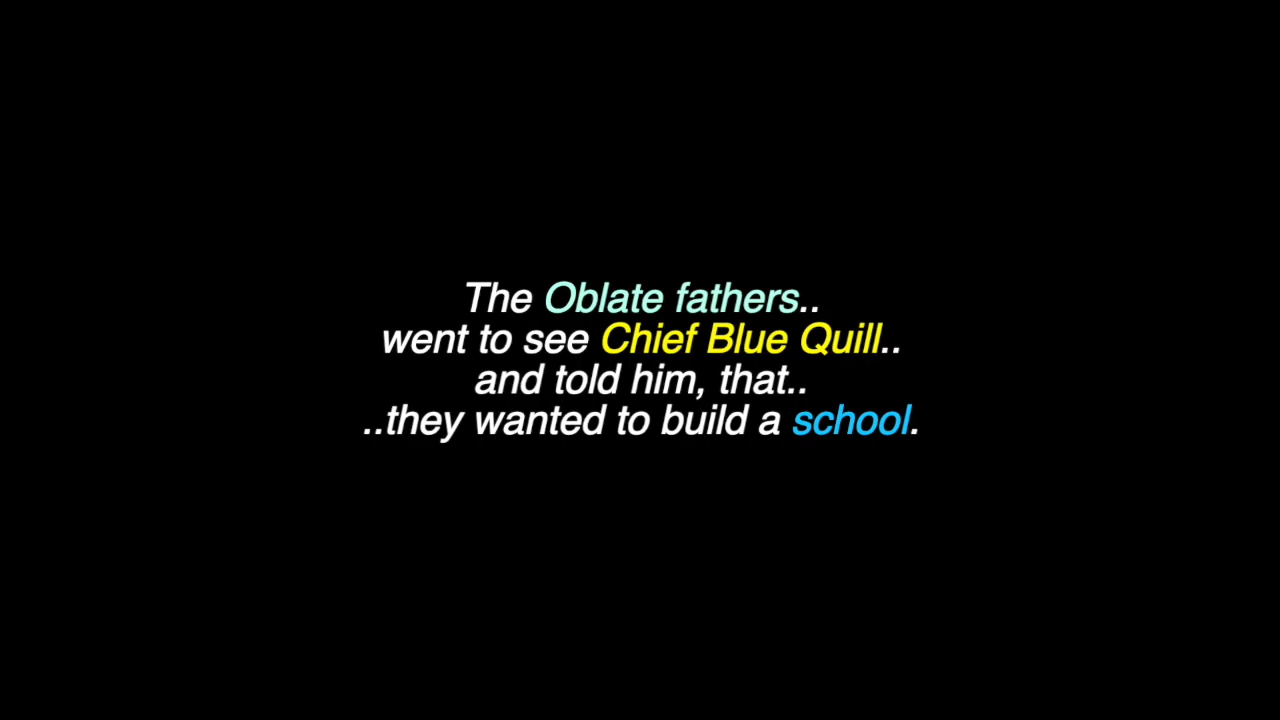 The Oblate fathers..
went to see Chief Blue Quill..
and told him, that..
..they wanted to build a school.